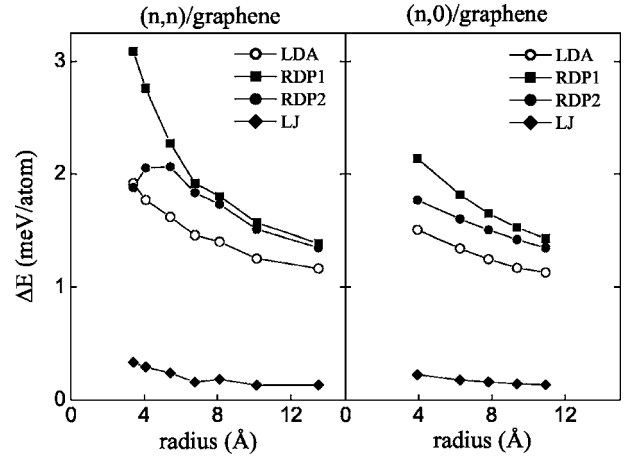 (n,n)/graphene
(n,0)/graphene
ΔE (meV/atom)
3
2
1
0
LDA
RDP1
RDP2
LJ
LDA
RDP1
RDP2
LJ
0 4 8 12 0 4 8 12
radius (Å)
radius (Å)